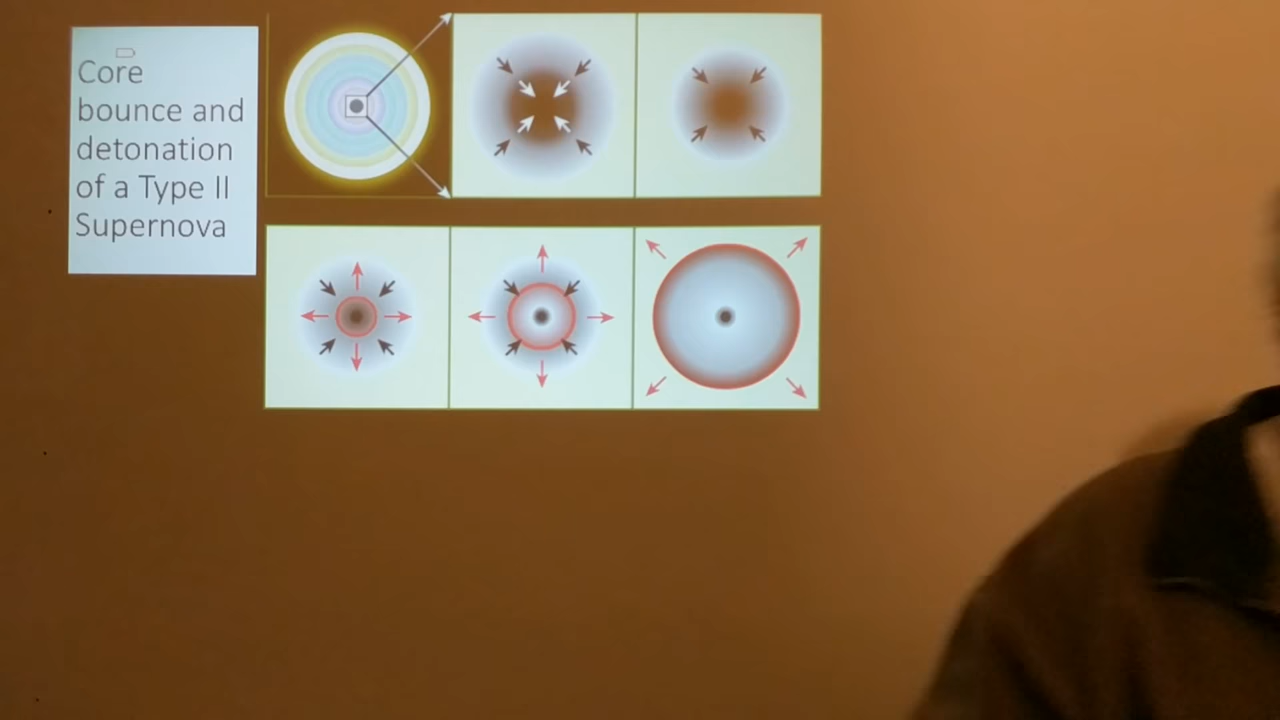 Core
bounce and
detonation
of a Type II
Supernova